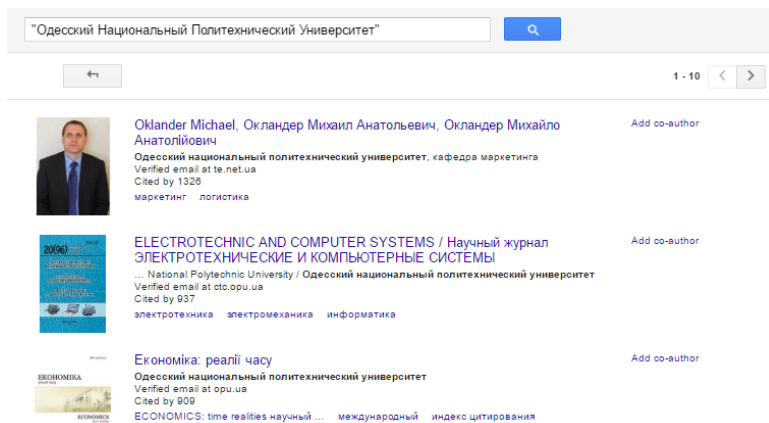 "Одесский Национальный Политехнический Университет"
1 - 10
Oklander Michael, Окландер Михаил Анатольевич, Окландер Михайло
Анатолійович
Add co-author
Одесский национальный политехнический университет, кафедра маркетинга
Verified email at te.net.ua
Cited by 1326
маркетинг логистика
20(96)
ELECTROTECHNIC AND COMPUTER SYSTEMS / Научный журнал
ЭЛЕКТРОТЕХНИЧЕСКИЕ И КОМПЬЮТЕРНЫЕ СИСТЕМЫ
Add co-author
... National Polytechnic University / Одесский национальный политехнический университет
Verified email at ctc.opu.ua
Cited by 937
электротехника электромеханика информатика
ЕКОНОМІКА
ECONOMICS
Економіка: реалії часу
Add co-author
Одесский национальный политехнический университет
Verified email at opu.ua
Cited by 909
ECONOMICS: time realities научный ... международный индекс цитирования